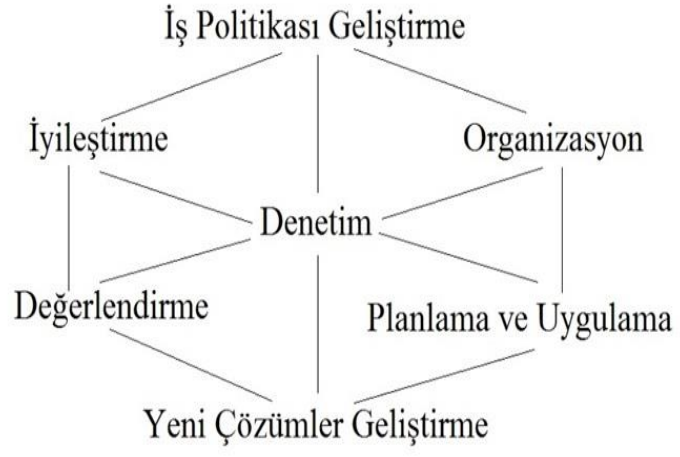 İş Politikası Geliştirme
İyileştirme
Organizasyon
Denetim
Değerlendirme
Planlama ve Uygulama
Yeni Çözümler Geliştirme